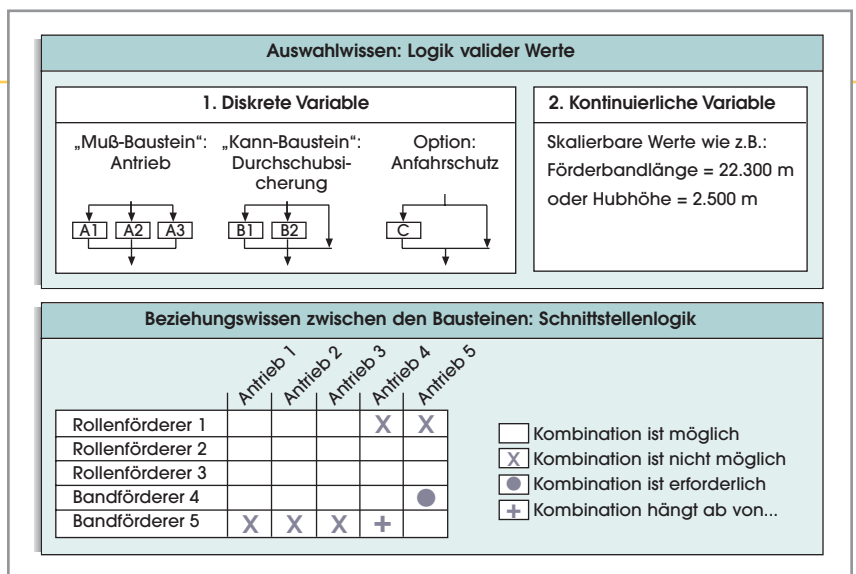 Auswahlwissen: Logik valider Werte
1. Diskrete Variable
„Muß-Baustein“:
Antrieb
A1 A2 A3
„Kann-Baustein“:
Durchschubsi-
cherung
B1 B2
Option:
Anfahrschutz
C
2. Kontinuierliche Variable
Skalierbare Werte wie z.B.:
Förderbandlänge = 22.300 m
oder Hubhöhe = 2.500 m
Beziehungswissen zwischen den Bausteinen: Schnittstellenlogik
Antrieb 1
Antrieb 2
Antrieb 3
Antrieb 4
Antrieb 5
Rollenförderer 1 X X
Rollenförderer 2
Rollenförderer 3
Bandförderer 4 ●
Bandförderer 5 X X X +
Kombination ist möglich
X Kombination ist nicht möglich
● Kombination ist erforderlich
+ Kombination hängt ab von...